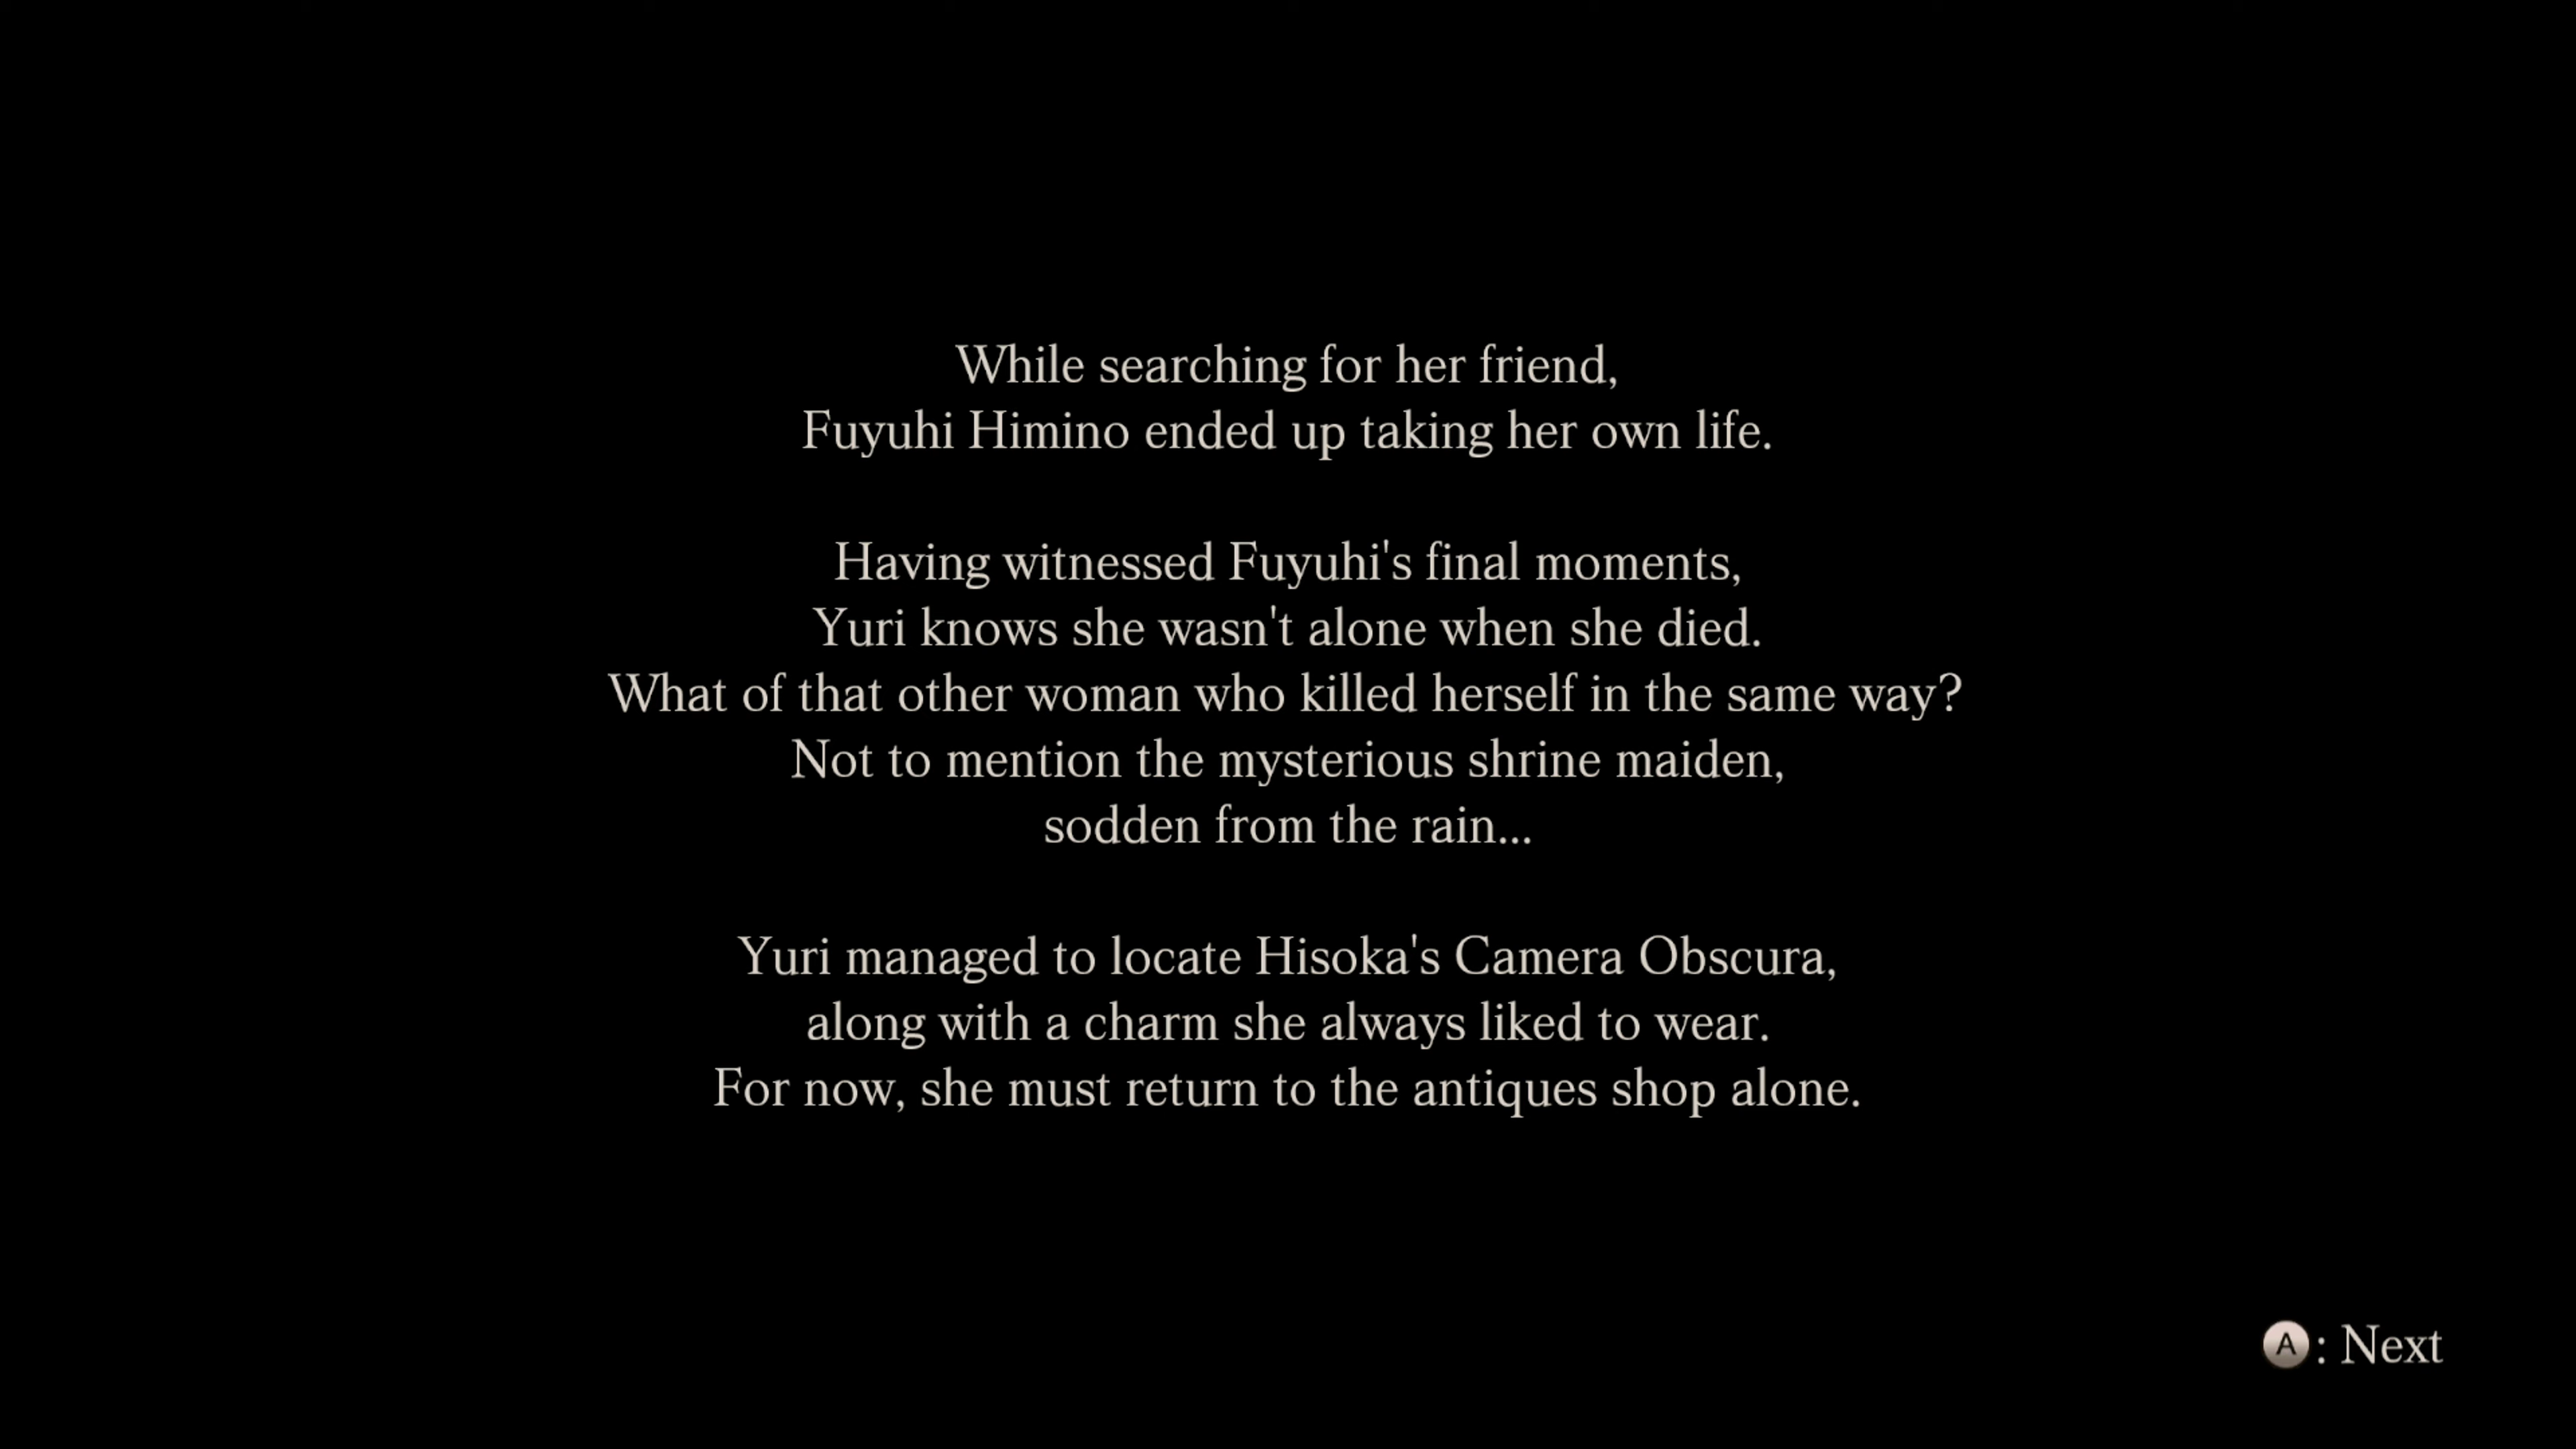 While searching for her friend,
Fuyuhi Himino ended up taking her own life.
Having witnessed Fuyuhi's final moments,
Yuri knows she wasn't alone when she died.
What of that other woman who killed herself in the same way?
Not to mention the mysterious shrine maiden,
sodden from the rain...
Yuri managed to locate Hisoka's Camera Obscura,
along with a charm she always liked to wear.
For now, she must return to the antiques shop alone.
A: Next